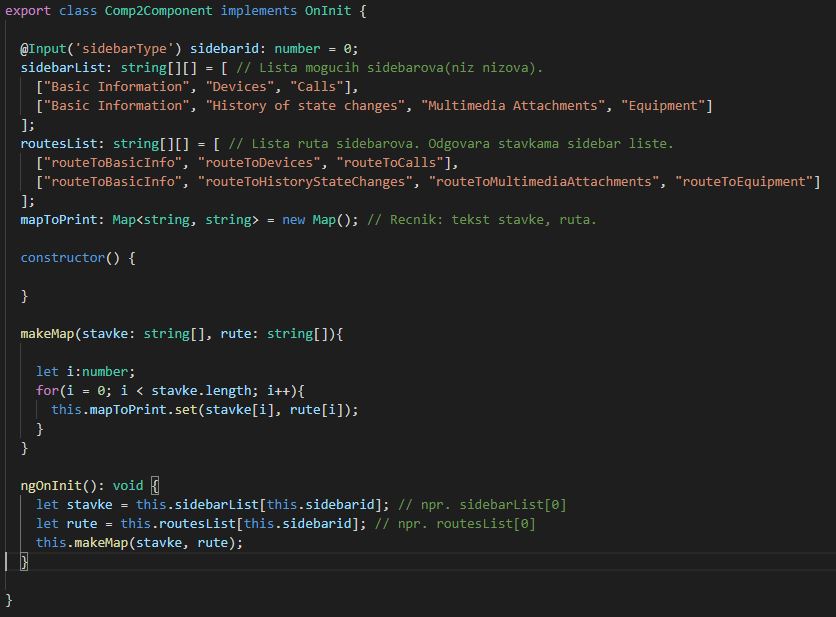 export class Comp2Component implements OnInit {
@Input('sidebarType') sidebarid: number = 0;
sidebarList: string[][] = [ // Lista mogucih sidebarova(niz nizova).
["Basic Information", "Devices", "Calls"],
["Basic Information", "History of state changes", "Multimedia Attachments", "Equipment"]
];
routesList: string[][] = [ // Lista ruta sidebarova. Odgovara stavkama sidebar liste.
["routeToBasicInfo", "routeToDevices", "routeToCalls"],
["routeToBasicInfo", "routeToHistoryStateChanges", "routeToMultimediaAttachments", "routeToEquipment"]
];
mapToPrint: Map<string, string> = new Map(); // Recnik: tekst stavke, ruta.
constructor() {
}
makeMap(stavke: string[], rute: string[]){
let i:number;
for(i = 0; i < stavke.length; i++){
this.mapToPrint.set(stavke[i], rute[i]);
}
}
ngOnInit(): void {
let stavke = this.sidebarList[this.sidebarid]; // npr. sidebarList[0]
let rute = this.routesList[this.sidebarid]; // npr. routesList[0]
this.makeMap(stavke, rute);
}
}